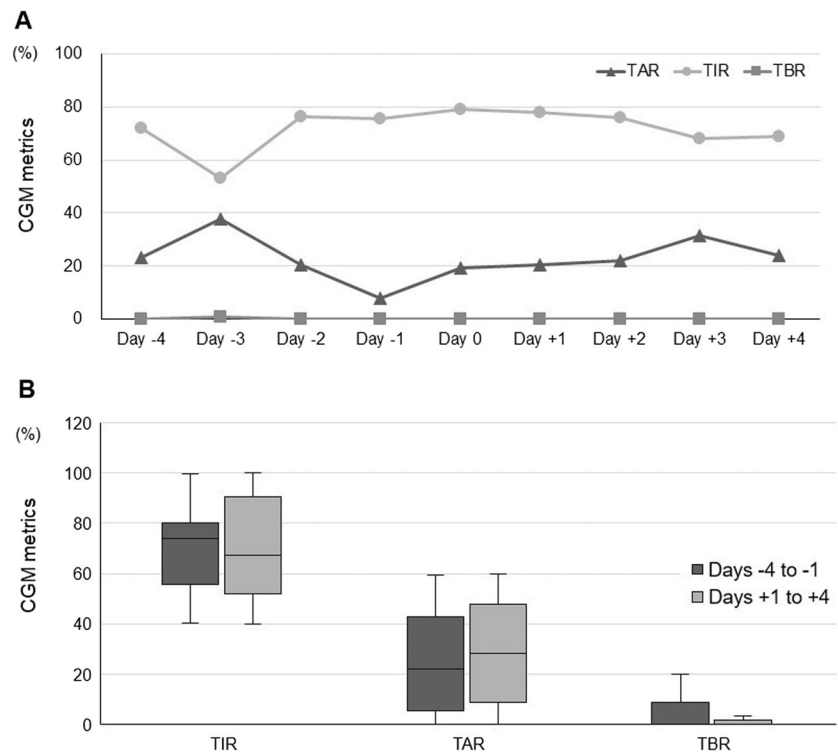 A
(%)
100
TAR TIR TBR
80
60
CGM metrics
40
20
0
Day -4 Day -3 Day -2 Day -1 Day 0 Day +1 Day +2 Day +3 Day +4
B
(%)
120
100
80
CGM metrics
60
Days -4 to -1
Days +1 to +4
40
20
0
TIR TAR TBR